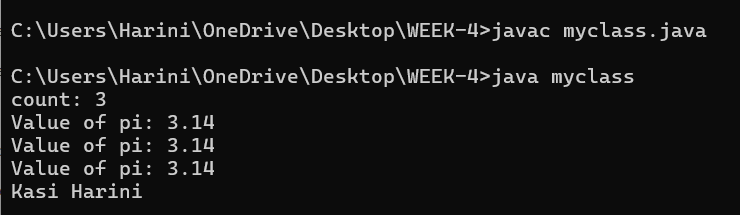 C:\Users\Harini\OneDrive\Desktop\WEEK-4>javac myclass.java
C:\Users\Harini\OneDrive\Desktop\WEEK-4>java myclass
count: 3
Value of pi: 3.14
Value of pi: 3.14
Value of pi: 3.14
Kasi Harini